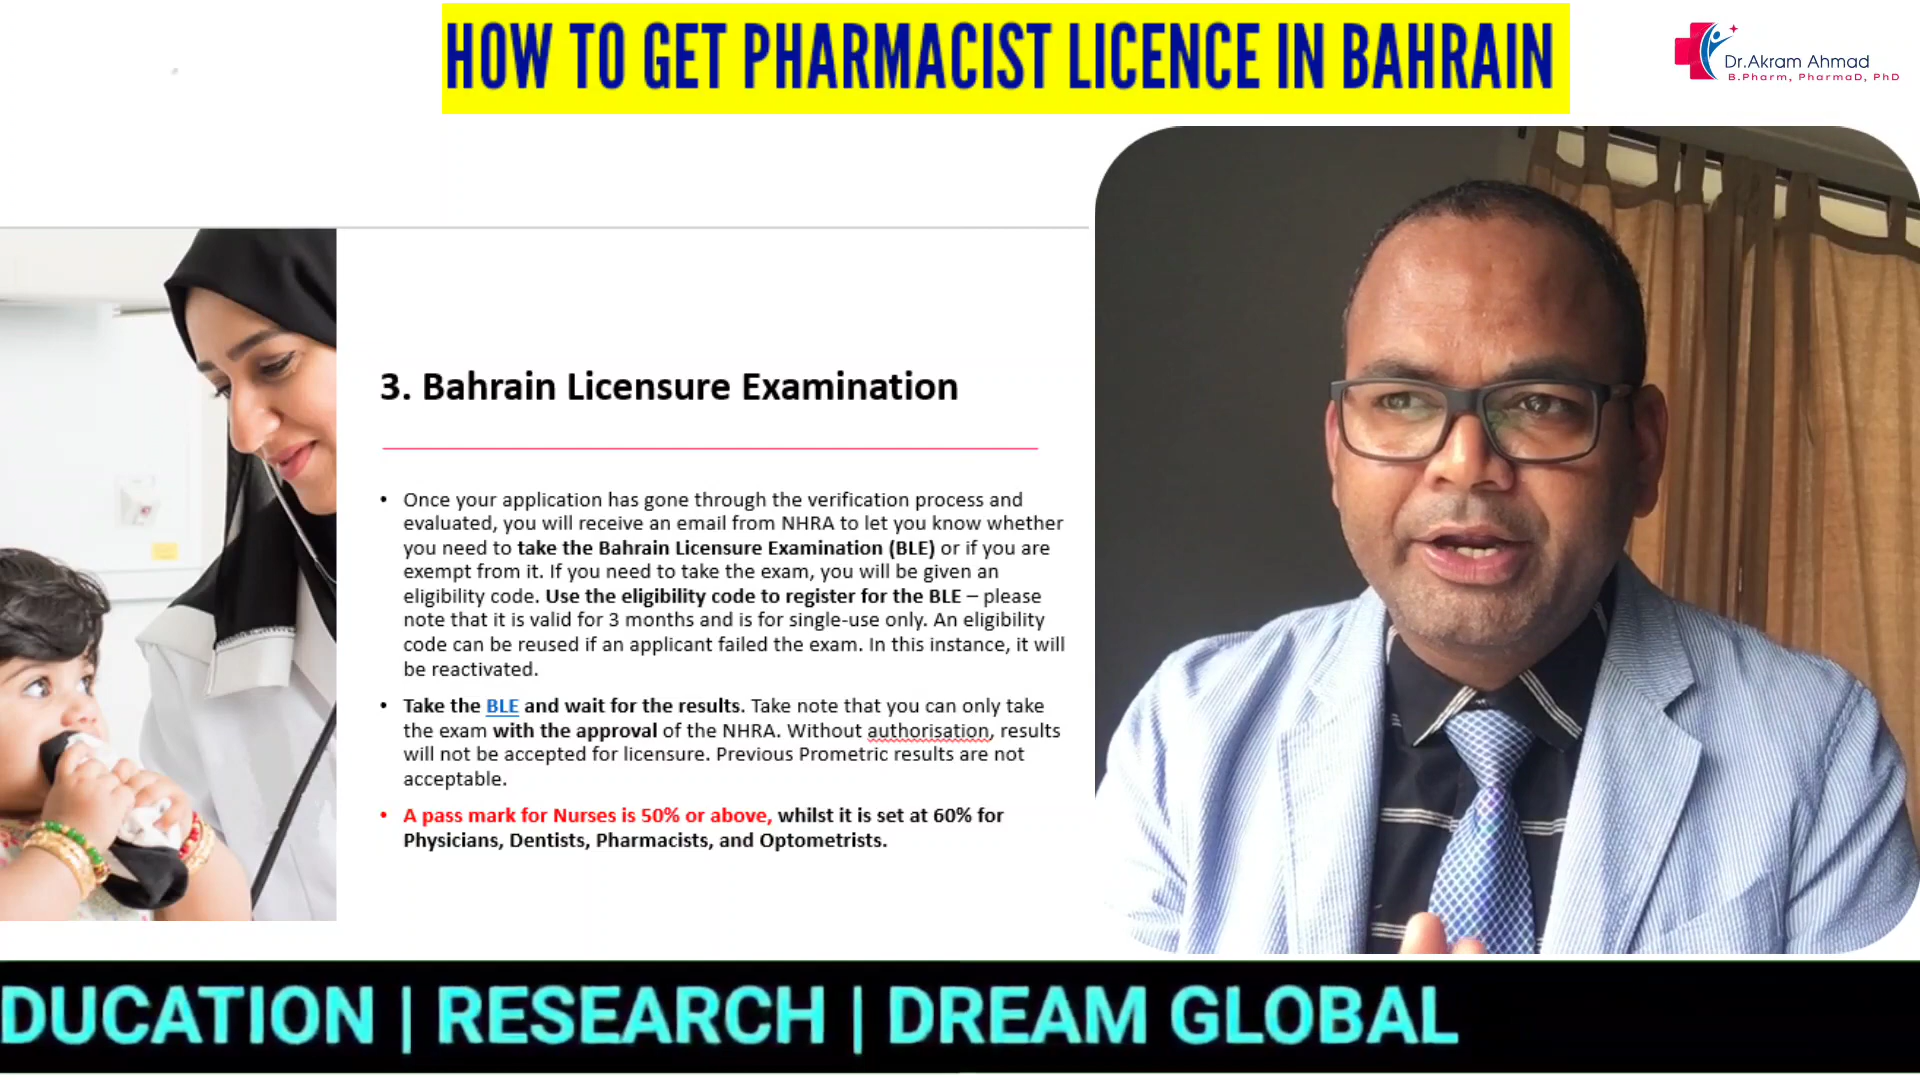 HOW TO GET PHARMACIST LICENCE IN BAHRAIN
Dr.Akram Ahmad
B.Pharm, PharmaD, PhD
3. Bahrain Licensure Examination
• Once your application has gone through the verification process and
evaluated, you will receive an email from NHRA to let you know whether
you need to take the Bahrain Licensure Examination (BLE) or if you are
exempt from it. If you need to take the exam, you will be given an
eligibility code. Use the eligibility code to register for the BLE – please
note that it is valid for 3 months and is for single-use only. An eligibility
code can be reused if an applicant failed the exam. In this instance, it will
be reactivated.
• Take the BLE and wait for the results. Take note that you can only take
the exam with the approval of the NHRA. Without authorisation, results
will not be accepted for licensure. Previous Prometric results are not
acceptable.
• A pass mark for Nurses is 50% or above, whilst it is set at 60% for
Physicians, Dentists, Pharmacists, and Optometrists.
DUCATION | RESEARCH | DREAM GLOBAL